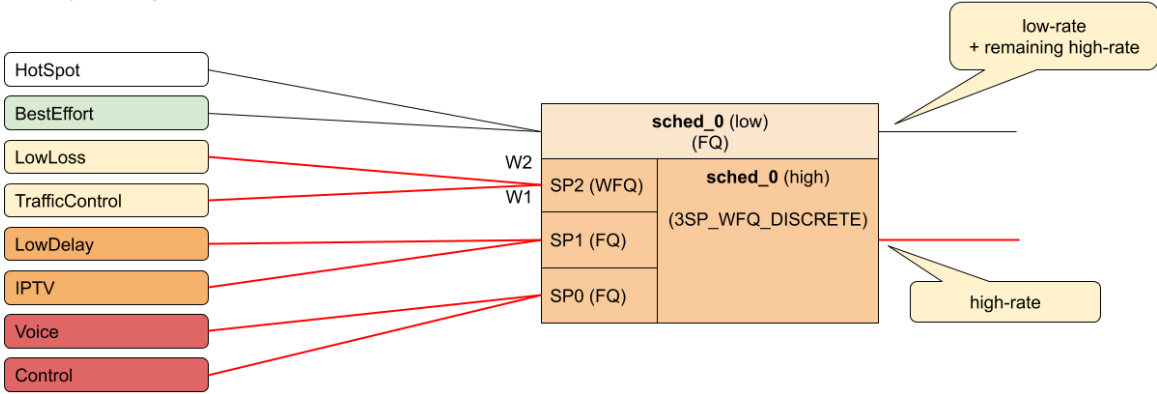 HotSpot
BestEffort
LowLoss
TrafficControl
LowDelay
IPTV
Voice
Control
W2
W1
sched_0 (low)
(FQ)
SP2 (WFQ)
SP1 (FQ)
SP0 (FQ)
sched_0 (high)
(3SP_WFQ_DISCRETE)
low-rate
+ remaining high-rate
high-rate